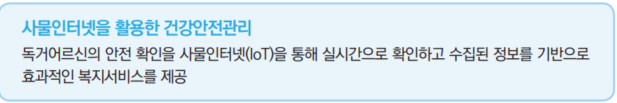 사물인터넷을 활용한 건강안전관리
독거어르신의 안전 확인을 사물인터넷(IoT)을 통해 실시간으로 확인하고 수집된 정보를 기반으로
효과적인 복지서비스를 제공